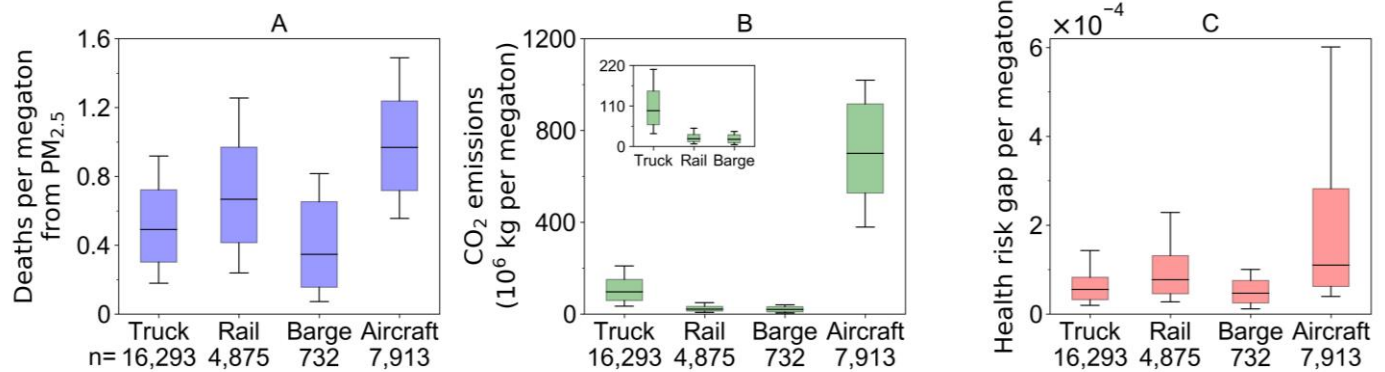 A
Deaths per megaton
from PM2.5
1.6
1.2
0.8
0.4
0
Truck Rail Barge Aircraft
n= 16,293 4,875 732 7,913
B
CO2 emissions
(10^6 kg per megaton)
1200
800
400
0
220
110
0
Truck Rail Barge
Truck Rail Barge Aircraft
16,293 4,875 732 7,913
×10^−4
C
Health risk gap per megaton
6
4
2
0
Truck Rail Barge Aircraft
16,293 4,875 732 7,913